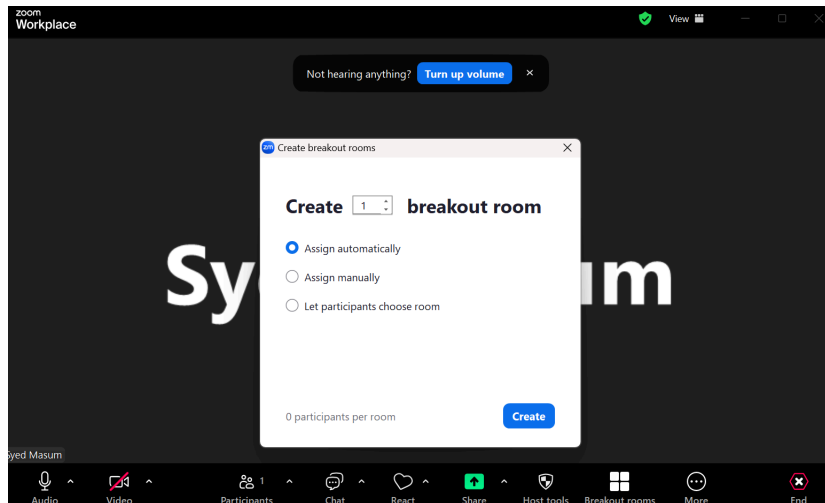 zoom
Workplace
View
Not hearing anything? Turn up volume
zm Create breakout rooms
Create 1 breakout room
Assign automatically
Assign manually
Let participants choose room
0 participants per room
Create
Sy um
Syed Masum
1
Audio Video Participants Chat React Share Host tools Breakout rooms More End